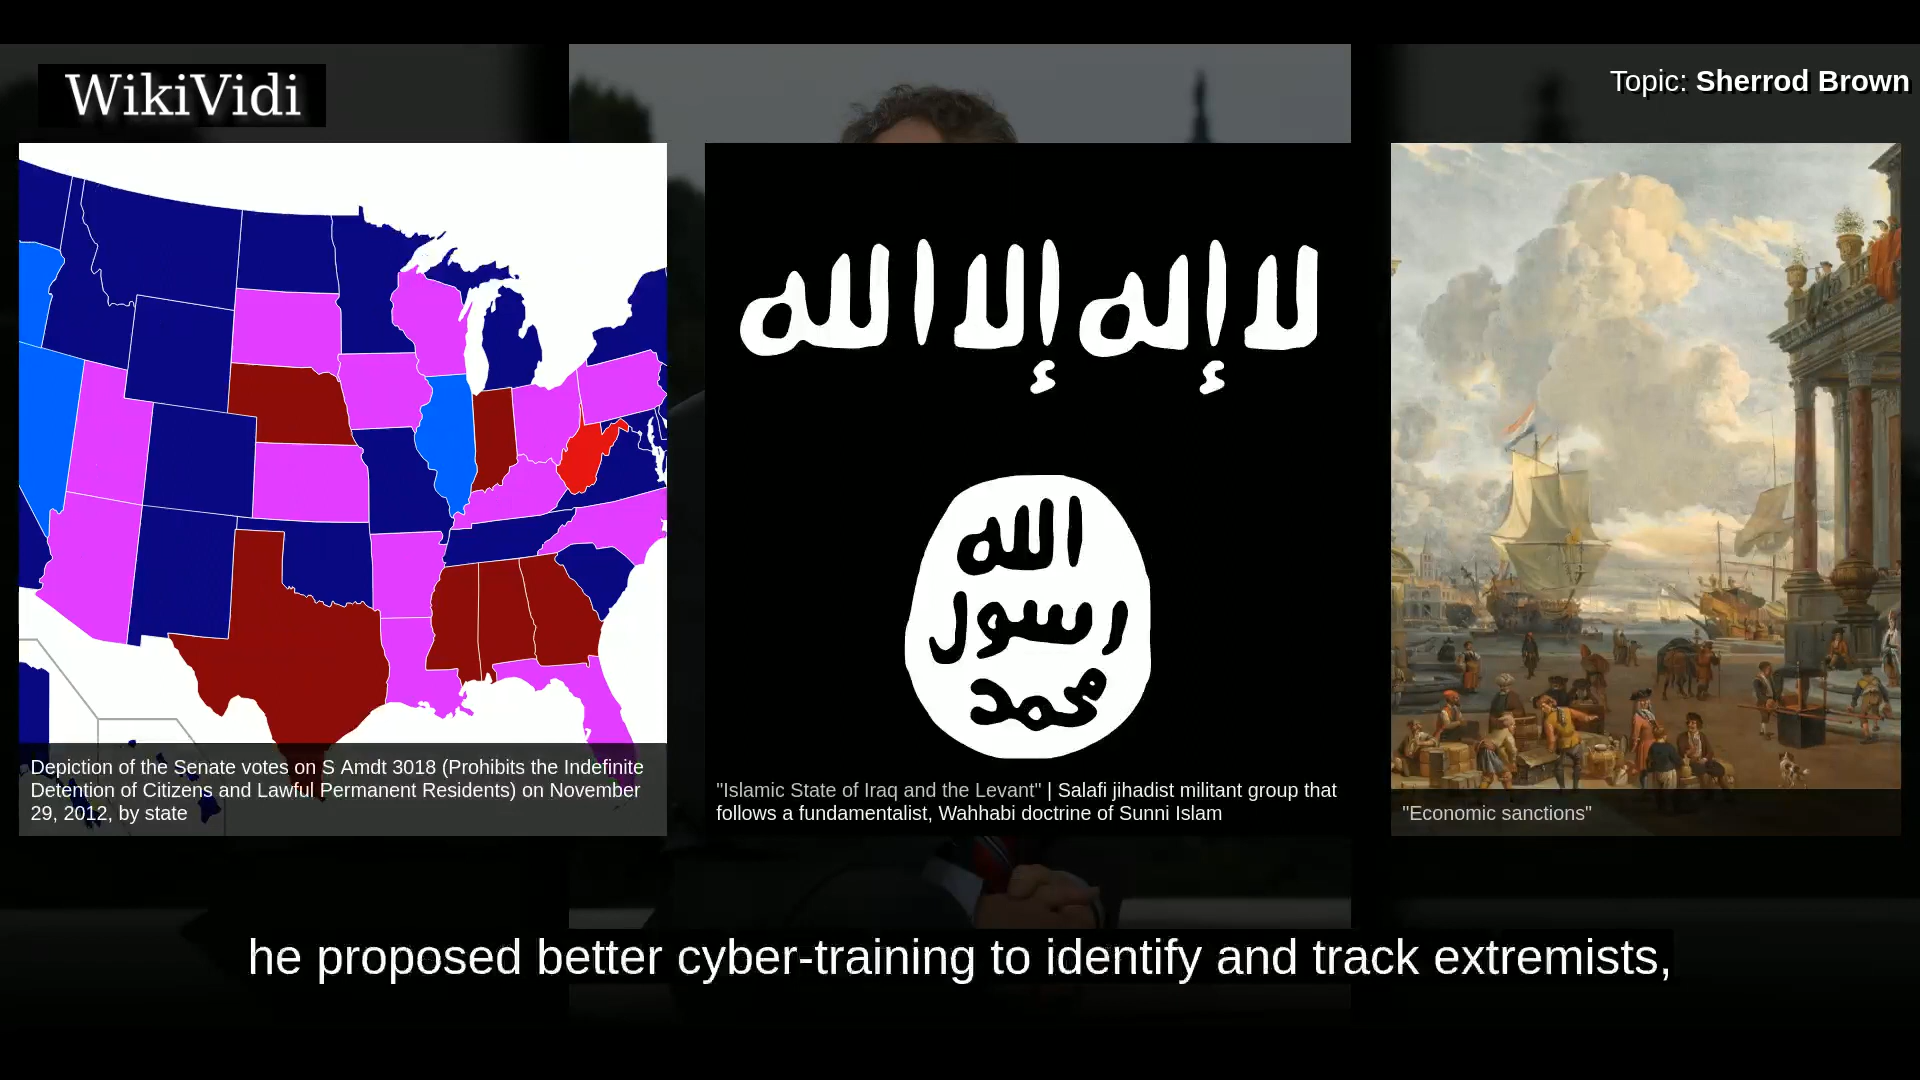 WikiVidi
Topic: Sherrod Brown
Depiction of the Senate votes on S Amdt 3018 (Prohibits the Indefinite
Detention of Citizens and Lawful Permanent Residents) on November
29, 2012, by state
لا إله إلا الله
الله
رسول
محمد
"Islamic State of Iraq and the Levant" | Salafi jihadist militant group that
follows a fundamentalist, Wahhabi doctrine of Sunni Islam
"Economic sanctions"
he proposed better cyber-training to identify and track extremists,